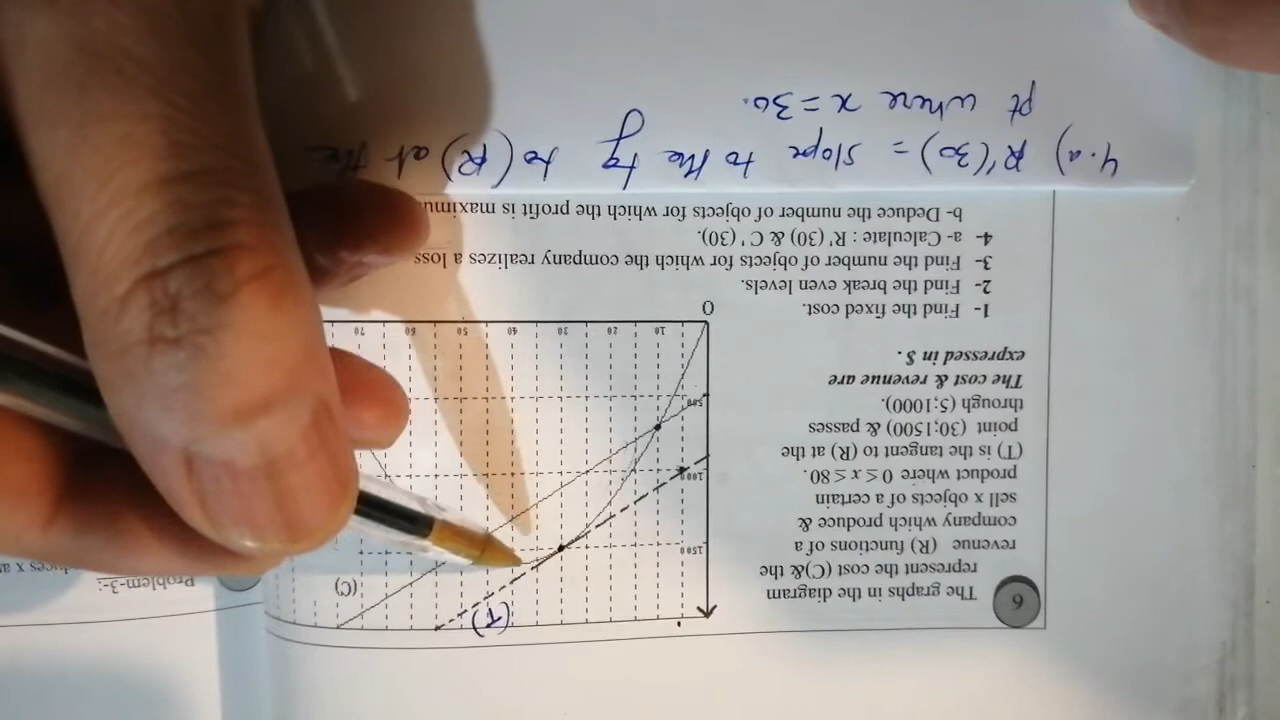 6
The graphs in the diagram
represent the cost (C)& the
revenue (R) functions of a
company which produce &
sell x objects of a certain
product where 0 ≤ x ≤ 80.
(T) is the tangent to (R) at the
point (30;1500) & passes
through (5;1000).
The cost & revenue are
expressed in $ .
(T)
(C)
1500
1000
500
O
10 20 30 40 50 60 70
1- Find the fixed cost.
2- Find the break even levels.
3- Find the number of objects for which the company realizes a loss
4- a- Calculate : R' (30) & C ' (30).
b- Deduce the number of objects for which the profit is maximum
4.a) R'(30) = slope to the tg to (R) at the
pt where x = 30.
Problem-3-: